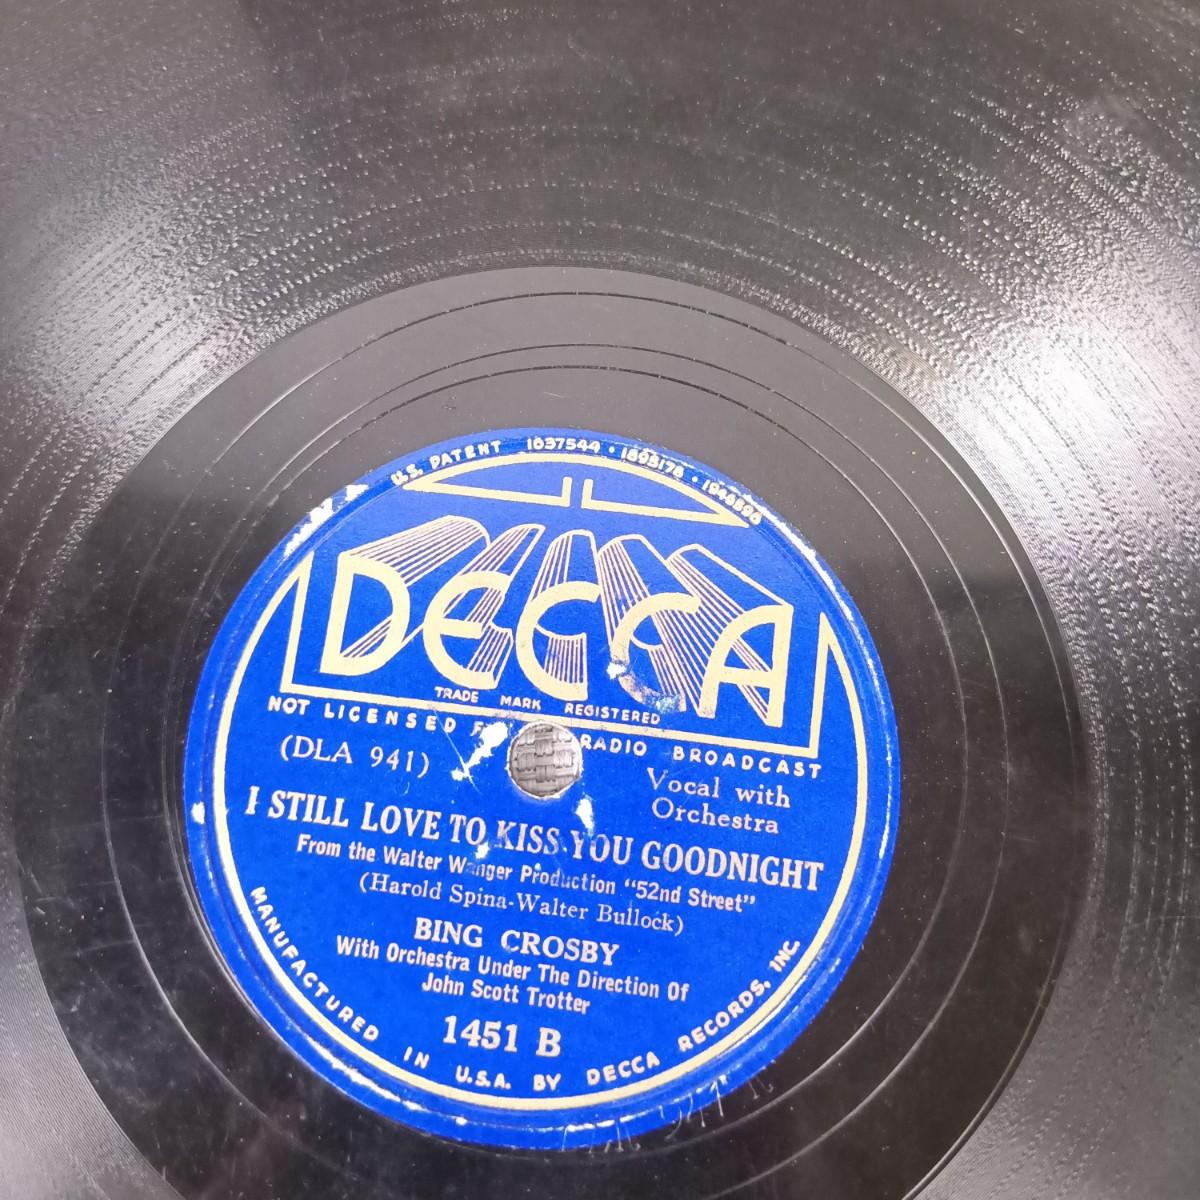 U.S. PATENT 1637544 • 1695176 • 1946596
DECCA
TRADE MARK REGISTERED
NOT LICENSED RADIO BROADCAST
(DLA 941)
Vocal with
Orchestra
I STILL LOVE TO KISS YOU GOODNIGHT
From the Walter Wanger Production "52nd Street"
(Harold Spina-Walter Bullock)
BING CROSBY
With Orchestra Under The Direction Of
John Scott Trotter
1451 B
MANUFACTURED IN U.S.A. BY DECCA RECORDS, INC.